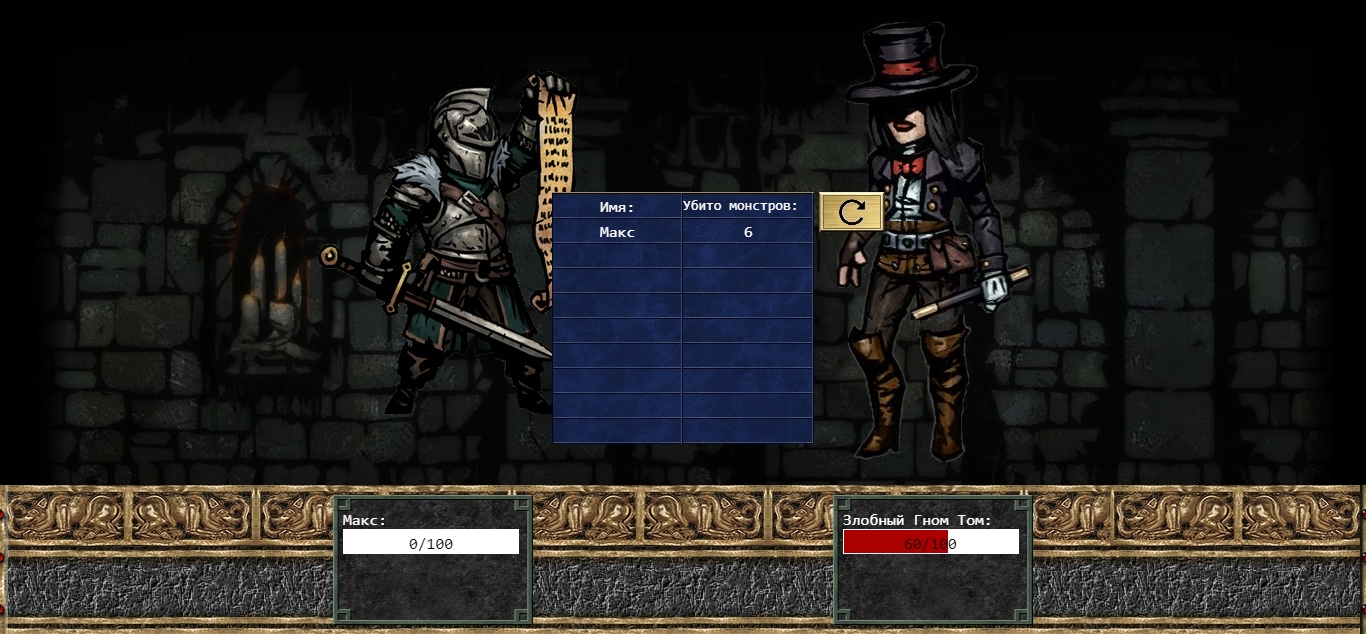 Имя: Убито монстров:
Макс 6
Макс:
0/100
Злобный Гном Том:
60/100